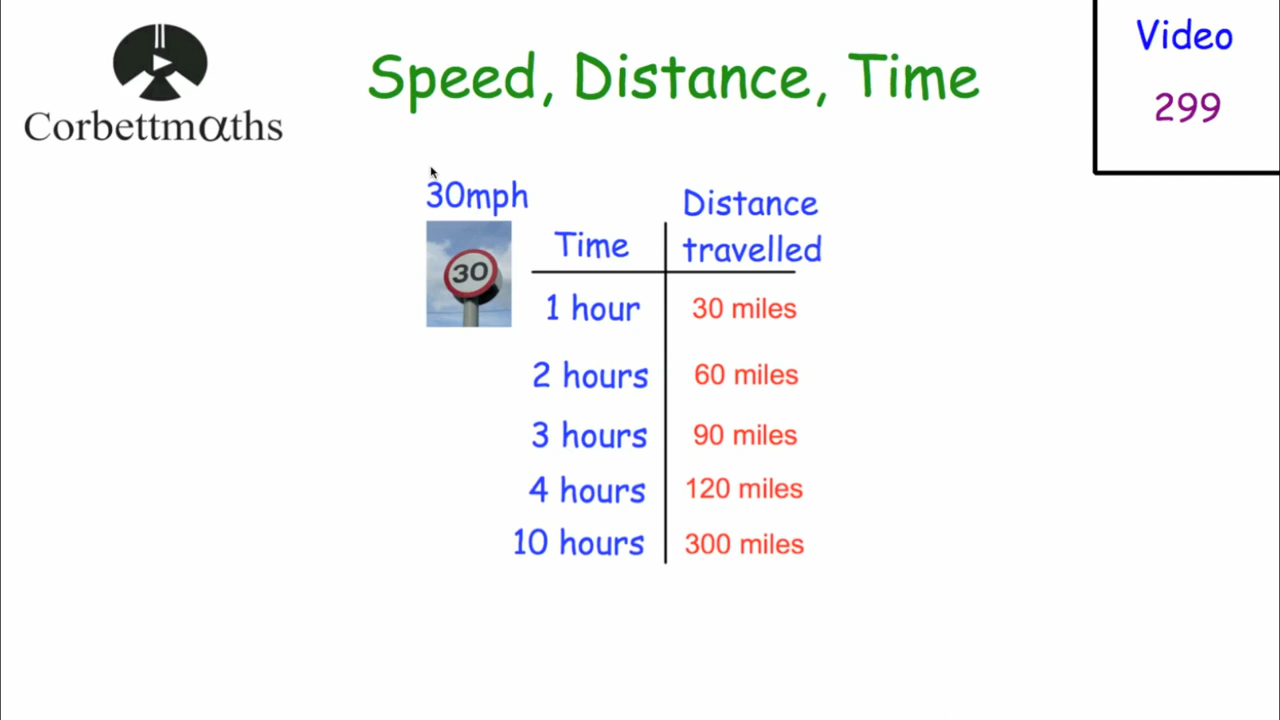 Corbettmαths
Speed, Distance, Time
Video
299
30mph
30
Time
Distance
travelled
1 hour 30 miles
2 hours 60 miles
3 hours 90 miles
4 hours 120 miles
10 hours 300 miles